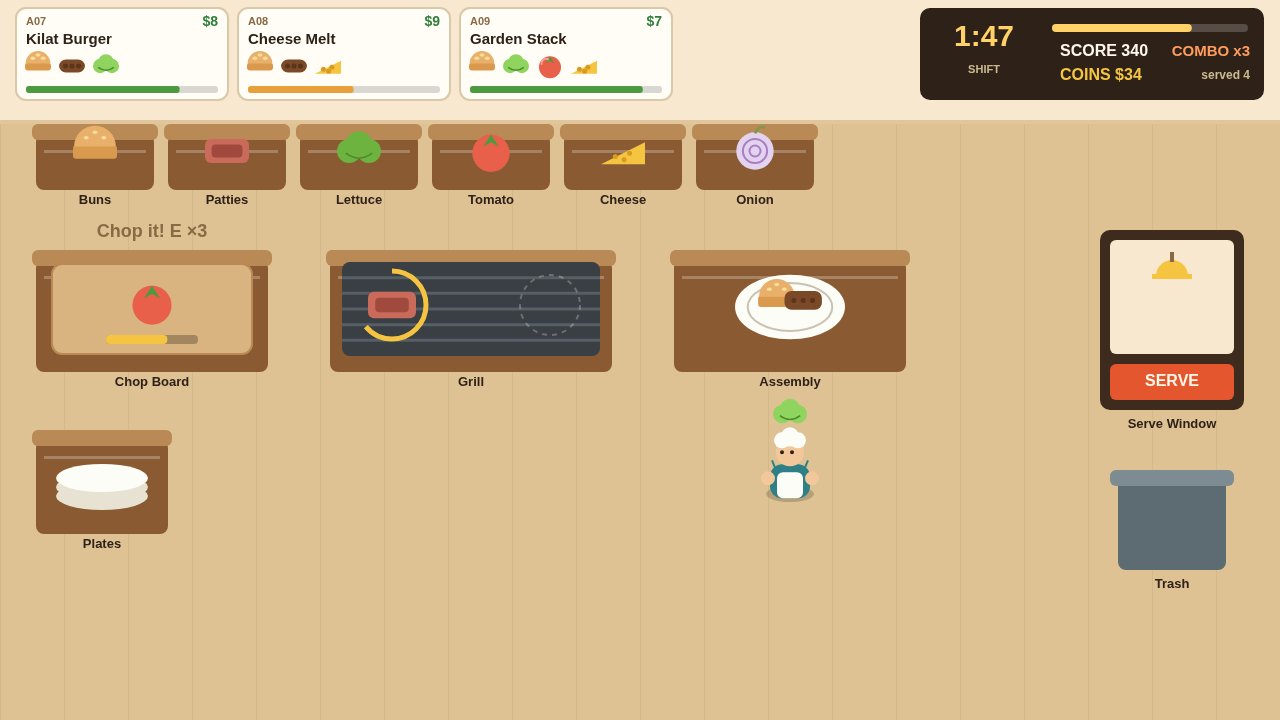 A07 $8
Kilat Burger
A08 $9
Cheese Melt
A09 $7
Garden Stack
1:47
SHIFT
SCORE 340 COMBO x3
COINS $34 served 4
Buns
Patties
Lettuce
Tomato
Cheese
Onion
Chop it! E ×3
Chop Board
Grill
Assembly
SERVE
Serve Window
Plates
Trash